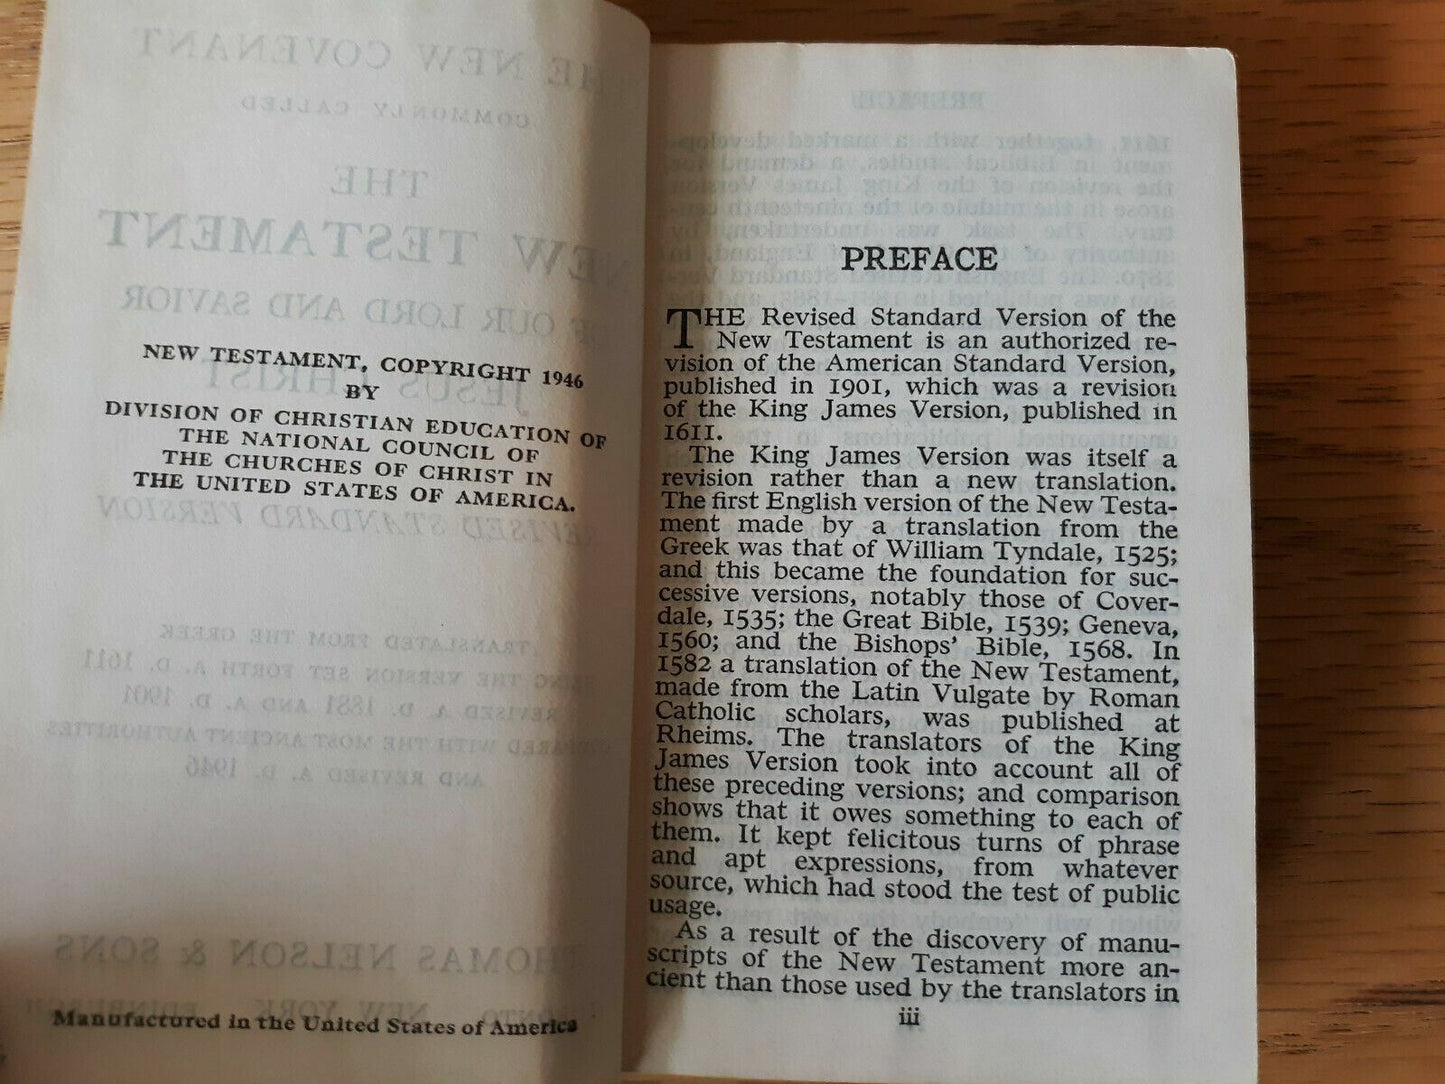 NEW TESTAMENT, COPYRIGHT 1946
BY
DIVISION OF CHRISTIAN EDUCATION OF
THE NATIONAL COUNCIL OF
THE CHURCHES OF CHRIST IN
THE UNITED STATES OF AMERICA.
Manufactured in the United States of America
PREFACE
THE Revised Standard Version of the
New Testament is an authorized re-
vision of the American Standard Version,
published in 1901, which was a revision
of the King James Version, published in
1611.
The King James Version was itself a
revision rather than a new translation.
The first English version of the New Testa-
ment made by a translation from the
Greek was that of William Tyndale, 1525;
and this became the foundation for suc-
cessive versions, notably those of Cover-
dale, 1535; the Great Bible, 1539; Geneva,
1560; and the Bishops' Bible, 1568. In
1582 a translation of the New Testament,
made from the Latin Vulgate by Roman
Catholic scholars, was published at
Rheims. The translators of the King
James Version took into account all of
these preceding versions; and comparison
shows that it owes something to each of
them. It kept felicitous turns of phrase
and apt expressions, from whatever
source, which had stood the test of public
usage.
As a result of the discovery of manu-
scripts of the New Testament more an-
cient than those used by the translators in
iii